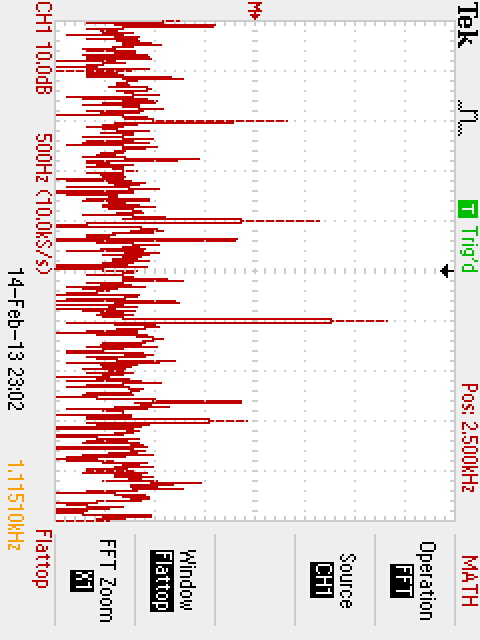 Tek T Trig'd Pos: 2.500kHz MATH
Operation
FFT
Source
CH1
Window
Flattop
FFT Zoom
X1
M
CH1 10.0dB 500Hz (10.0kS/s) Flattop
14-Feb-13 23:02 1.11510kHz